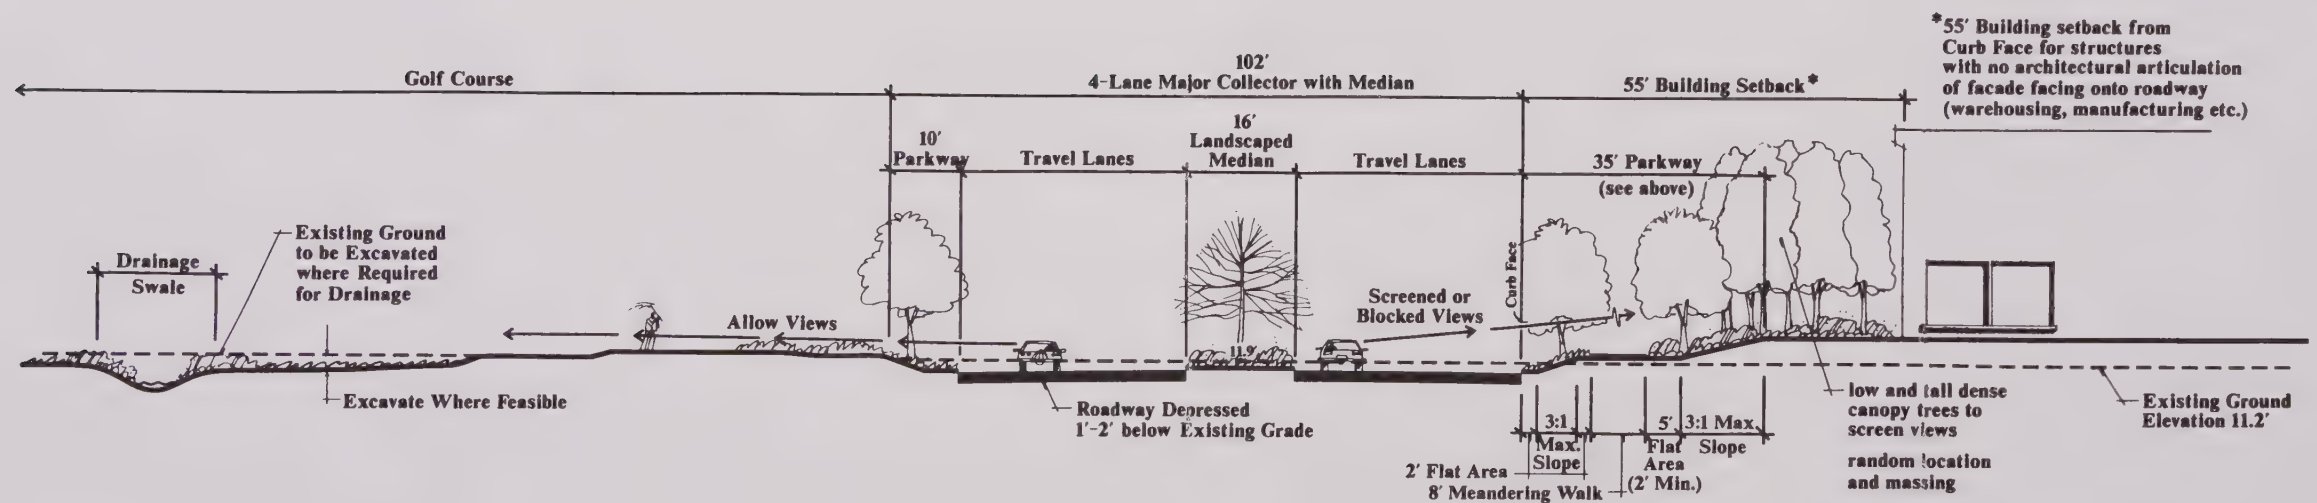 *55′ Building setback from
Curb Face for structures
with no architectural articulation
of facade facing onto roadway
(warehousing, manufacturing etc.)
Golf Course
102′
4-Lane Major Collector with Median
55′ Building Setback*
10′
Parkway
Travel Lanes
16′
Landscaped
Median
Travel Lanes
35′ Parkway
(see above)
Drainage
Swale
Existing Ground
to be Excavated
where Required
for Drainage
Allow Views
Screened or
Blocked Views
Curb Face
11.9′
Excavate Where Feasible
Roadway Depressed
1′-2′ below Existing Grade
3:1
Max.
Slope
5′
Flat
Area
(2′ Min.)
3:1 Max
Slope
2′ Flat Area
8′ Meandering Walk
low and tall dense
canopy trees to
screen views
random location
and massing
Existing Ground
Elevation 11.2′